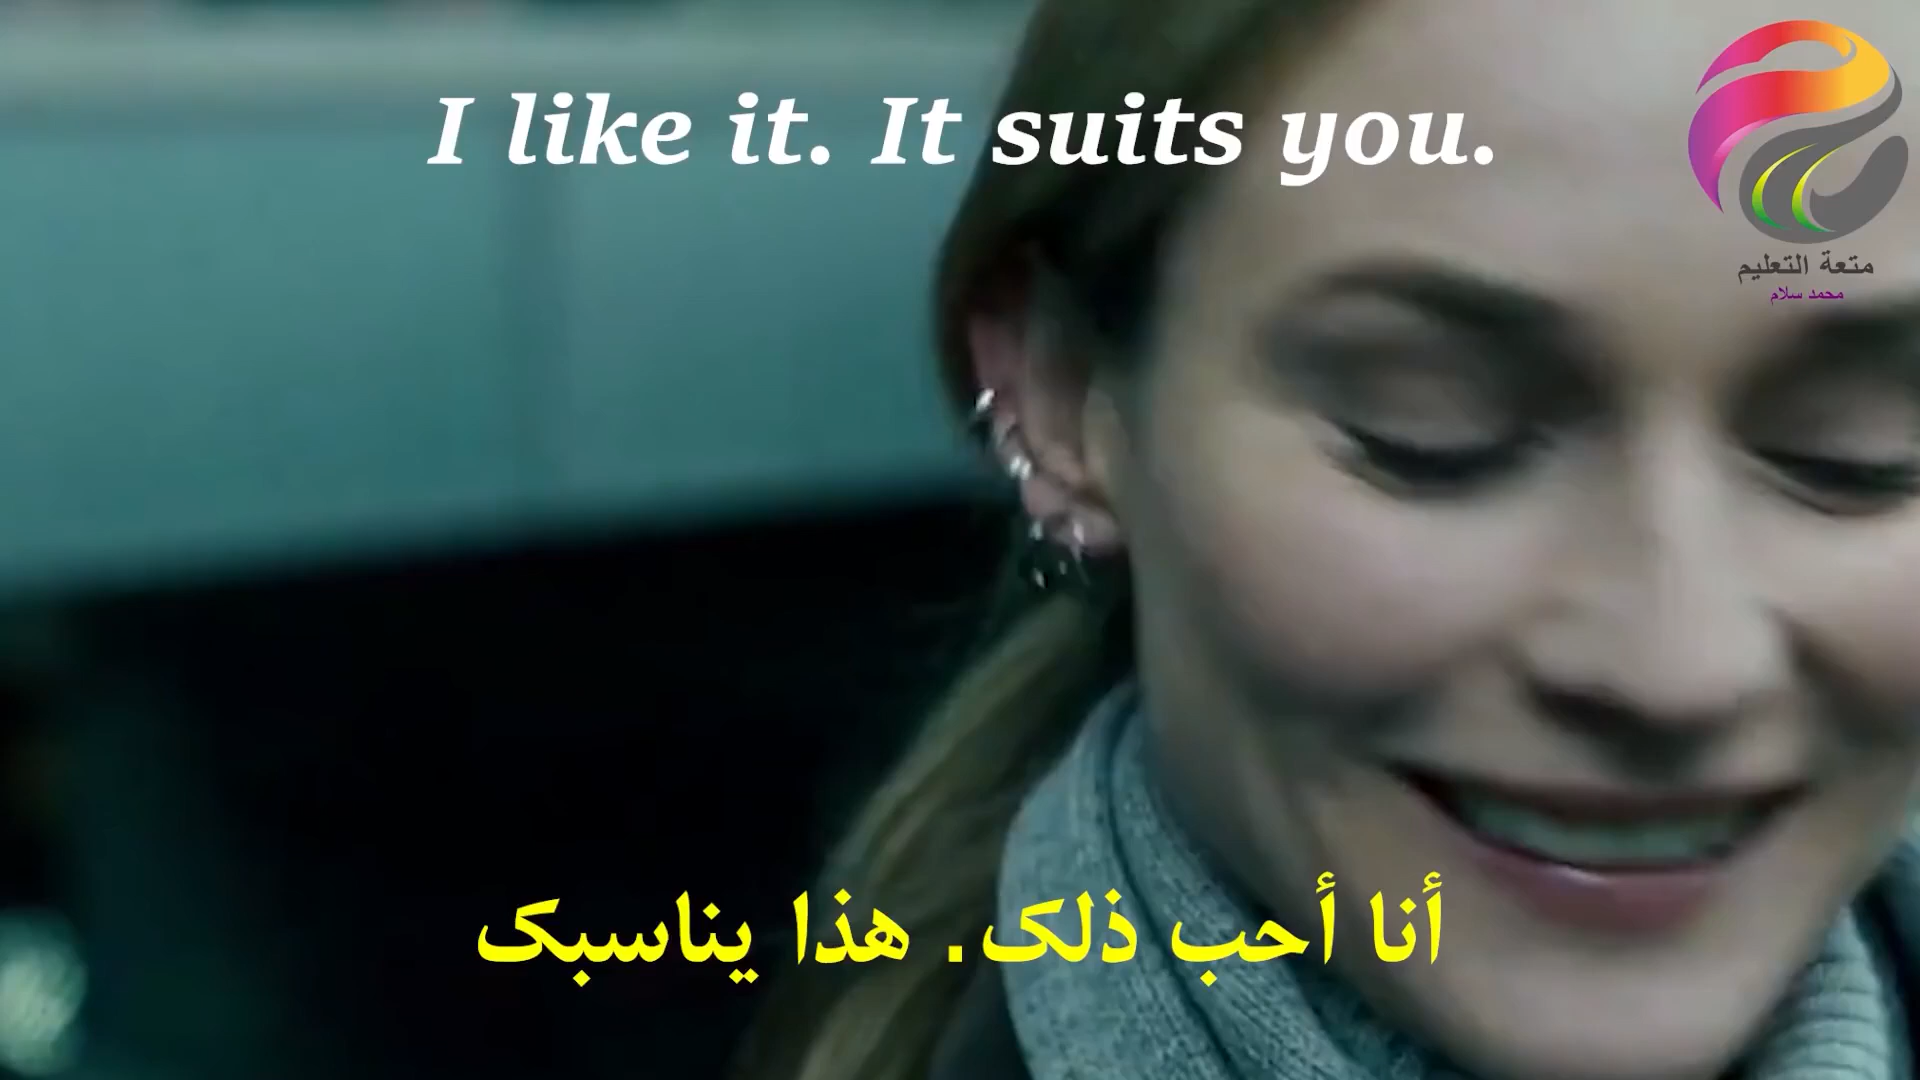 I like it. It suits you.
متعة التعليم
محمد سلام
أنا أحب ذلک. هذا يناسبک